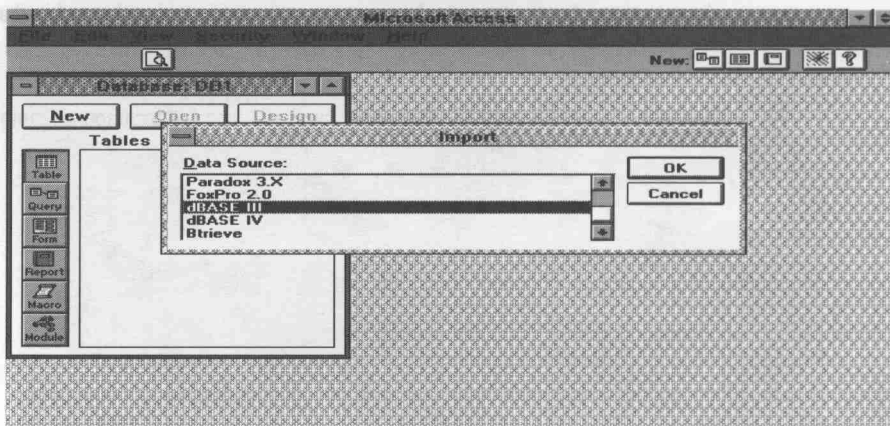 Microsoft Access
File Edit View Security Window Help
New:
Database: DB1
New Open Design
Tables
Table
Query
Form
Report
Macro
Module
Import
Data Source:
Paradox 3.X
FoxPro 2.0
dBASE III
dBASE IV
Btrieve
OK
Cancel